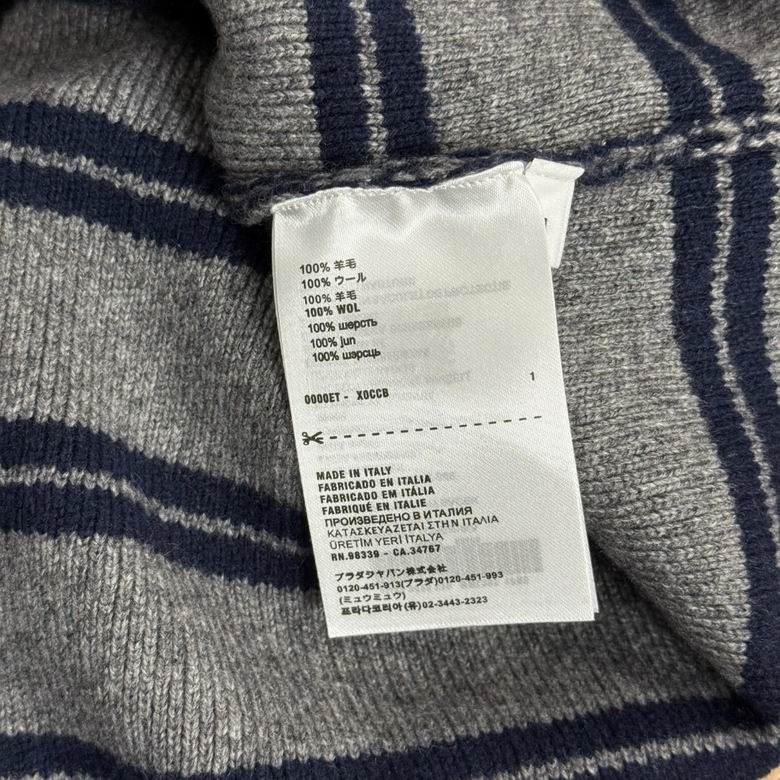 100% 羊毛
100% ウール
100% 羊毛
100% WOL
100% шерсть
100% jun
100% шэрсць
0000ET - X0CCB 1
MADE IN ITALY
FABRICADO EN ITALIA
FABRICADO EM ITÁLIA
FABRIQUÉ EN ITALIE
ПРОИЗВЕДЕНО В ИТАЛИЯ
ΚΑΤΑΣΚΕΥΑΖΕΤΑΙ ΣΤΗ Ν ΙΤΑΛΙΑ
ÜRETİM YERİ İTALYA
RN.98339 - CA.34767
プラダジャパン株式会社
0120-451-913(プラダ)0120-451-993
(ミュウミュウ)
프라다코리아(유)02-3443-2323